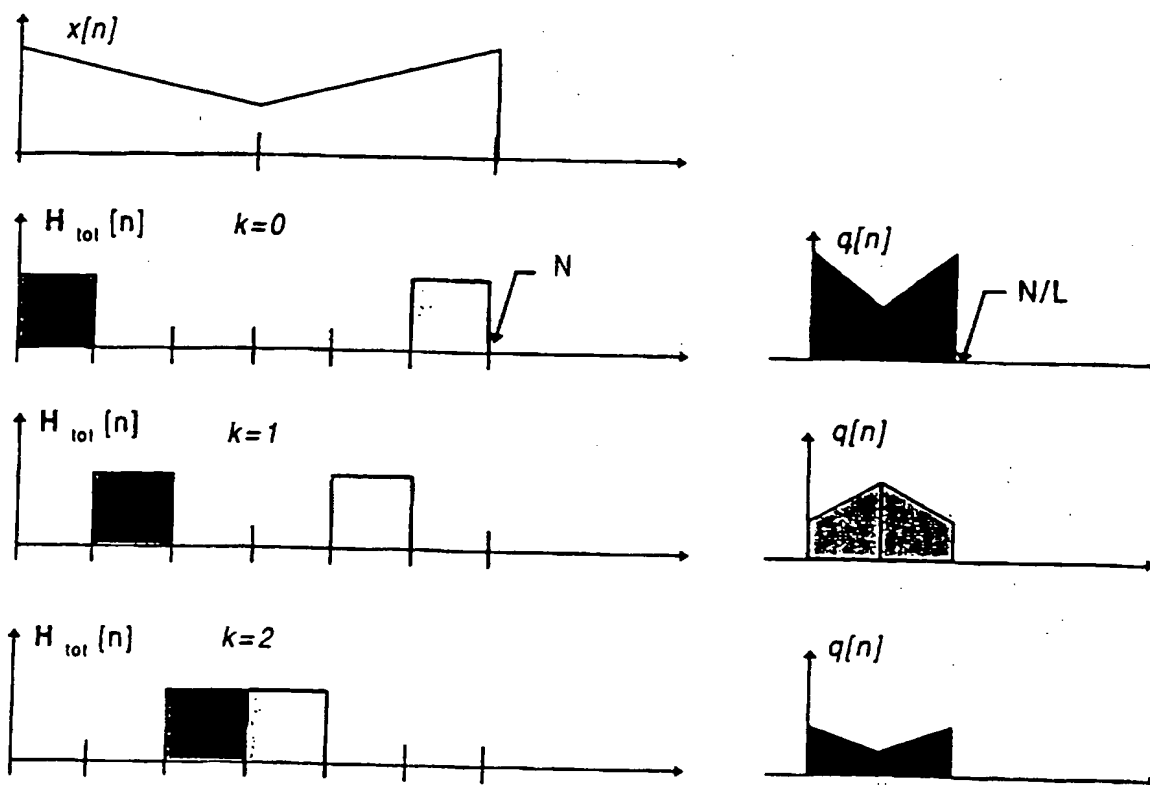 x[n]
H tot [n] k=0
N
q[n]
N/L
H tot [n] k=1
q[n]
H tot [n] k=2
q[n]